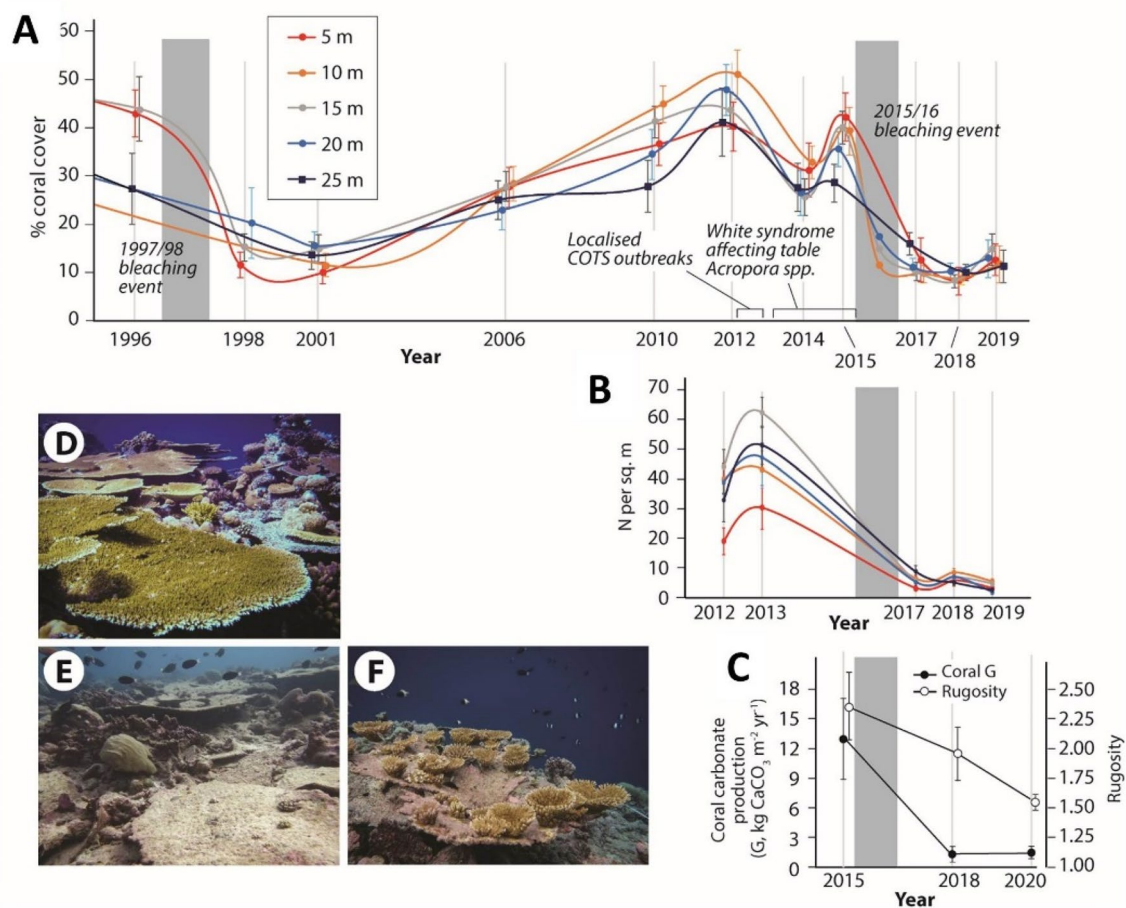 A
60
50
40
30
20
10
0
% coral cover
5 m
10 m
15 m
20 m
25 m
1997/98
bleaching
event
2015/16
bleaching event
Localised
COTS outbreaks
White syndrome
affecting table
Acropora spp.
1996
1998
2001
2006
2010
2012
2014
2015
2017
2018
2019
Year
B
70
60
50
40
30
20
10
0
N per sq. m
2012
2013
2017
2018
2019
Year
D
E
F
C
Coral G
Rugosity
18
15
12
9
6
3
0
Coral carbonate
production
(G, kg CaCO₃ m⁻² yr⁻¹)
2.50
2.25
2.00
1.75
1.50
1.25
1.00
Rugosity
2015
2018
2020
Year